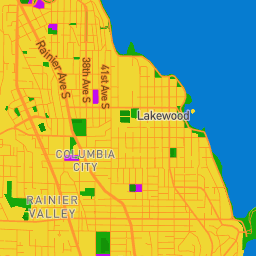 Rainier Ave S
38th Ave S
41st Ave S
Lakewood
COLUMBIA
CITY
RAINIER
VALLEY